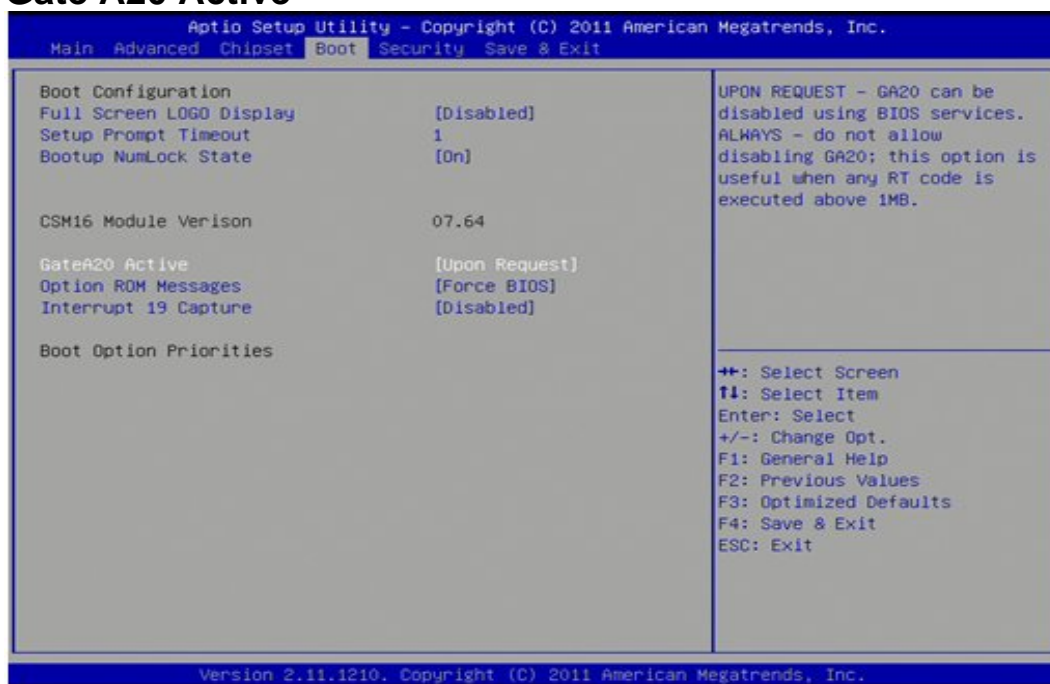 Gate A20 Active
Aptio Setup Utility – Copyright (C) 2011 American Megatrends, Inc.
Main Advanced Chipset Boot Security Save & Exit
Boot Configuration
Full Screen LOGO Display [Disabled]
Setup Prompt Timeout 1
Bootup NumLock State [On]
CSM16 Module Verison 07.64
GateA20 Active [Upon Request]
Option ROM Messages [Force BIOS]
Interrupt 19 Capture [Disabled]
Boot Option Priorities
UPON REQUEST – GA20 can be
disabled using BIOS services.
ALWAYS – do not allow
disabling GA20; this option is
useful when any RT code is
executed above 1MB.
→←: Select Screen
↑↓: Select Item
Enter: Select
+/-: Change Opt.
F1: General Help
F2: Previous Values
F3: Optimized Defaults
F4: Save & Exit
ESC: Exit
Version 2.11.1210. Copyright (C) 2011 American Megatrends, Inc.